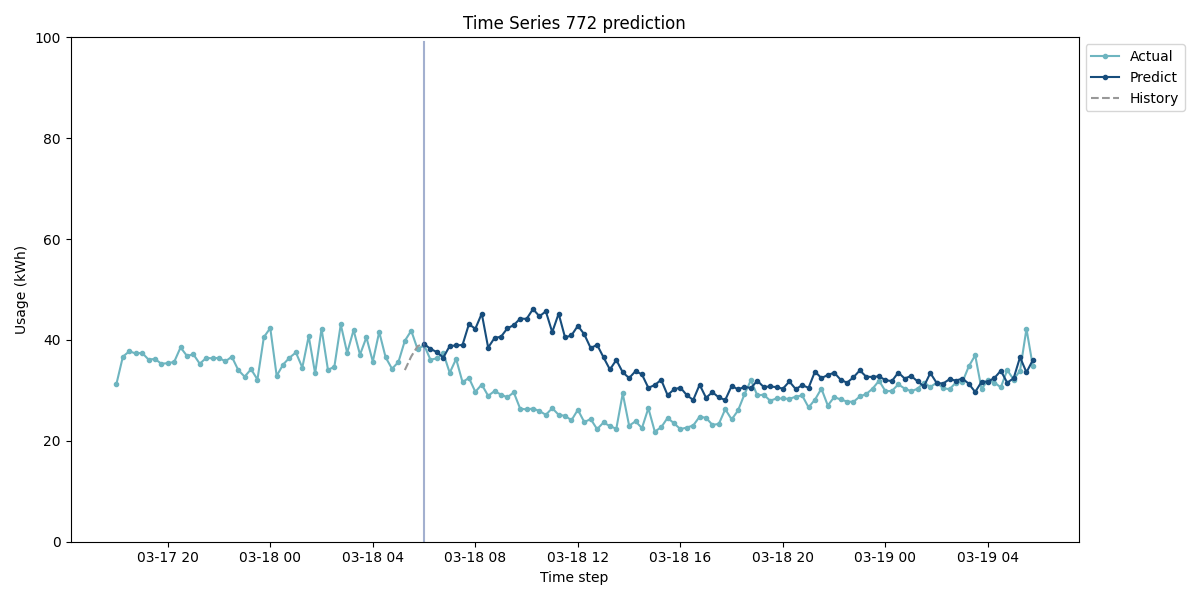 Time Series 772 prediction
100
80
60
40
20
0
Usage (kWh)
03-17 20
03-18 00
03-18 04
03-18 08
03-18 12
03-18 16
03-18 20
03-19 00
03-19 04
Time step
Actual
Predict
History